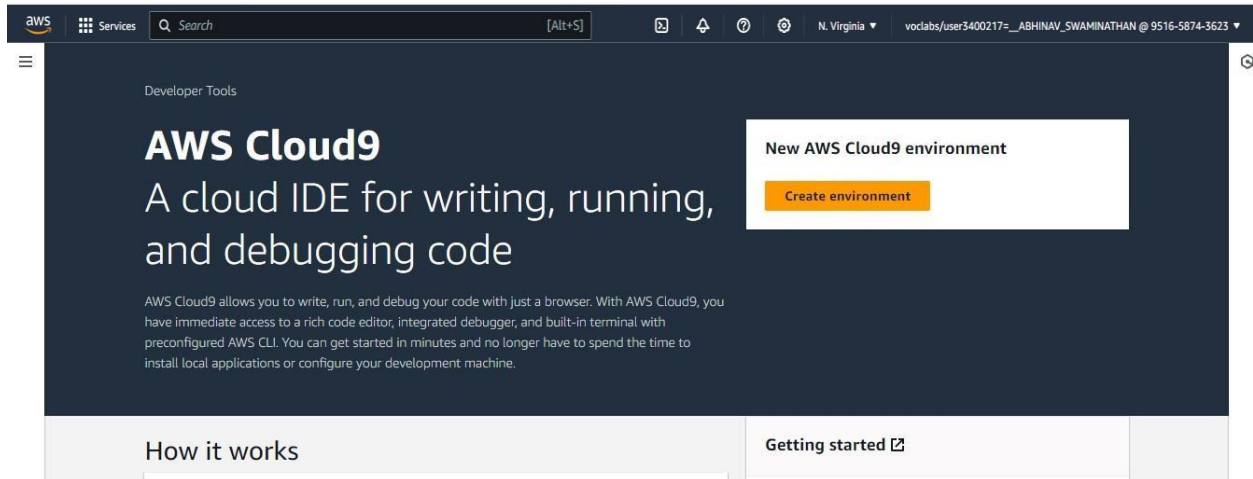 aws
Services
Search
[Alt+S]
N. Virginia
voclabs/user3400217=__ABHINAV_SWAMINATHAN @ 9516-5874-3623
Developer Tools
AWS Cloud9
A cloud IDE for writing, running,
and debugging code
AWS Cloud9 allows you to write, run, and debug your code with just a browser. With AWS Cloud9, you
have immediate access to a rich code editor, integrated debugger, and built-in terminal with
preconfigured AWS CLI. You can get started in minutes and no longer have to spend the time to
install local applications or configure your development machine.
New AWS Cloud9 environment
Create environment
How it works
Getting started